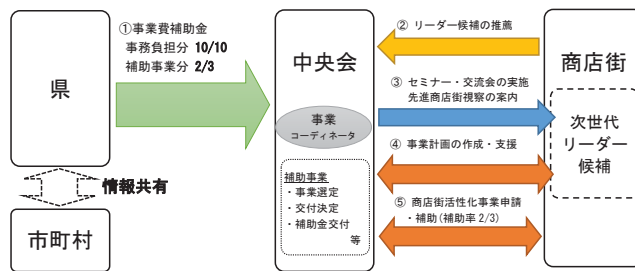 ①事業費補助金
事務負担分 10/10
補助事業分 2/3
県
情報共有
市町村
中央会
事業
コーディネータ
補助事業
・事業選定
・交付決定
・補助金交付
等
② リーダー候補の推薦
③ セミナー・交流会の実施
先進商店街視察の案内
④ 事業計画の作成・支援
⑤ 商店街活性化事業申請
・補助(補助率 2/3)
商店街
次世代
リーダー
候補